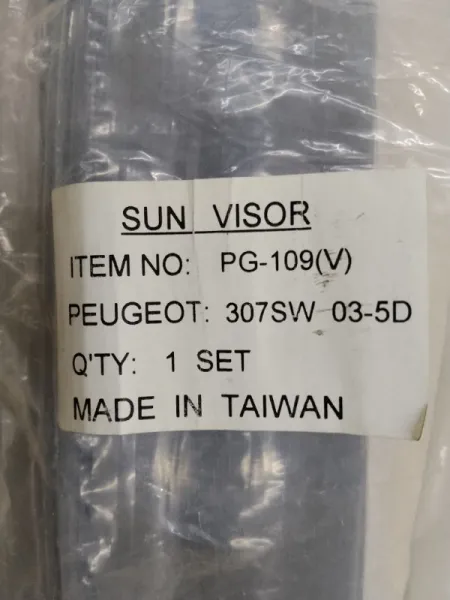 SUN VISOR
ITEM NO: PG-109(V)
PEUGEOT: 307SW 03-5D
Q'TY: 1 SET
MADE IN TAIWAN